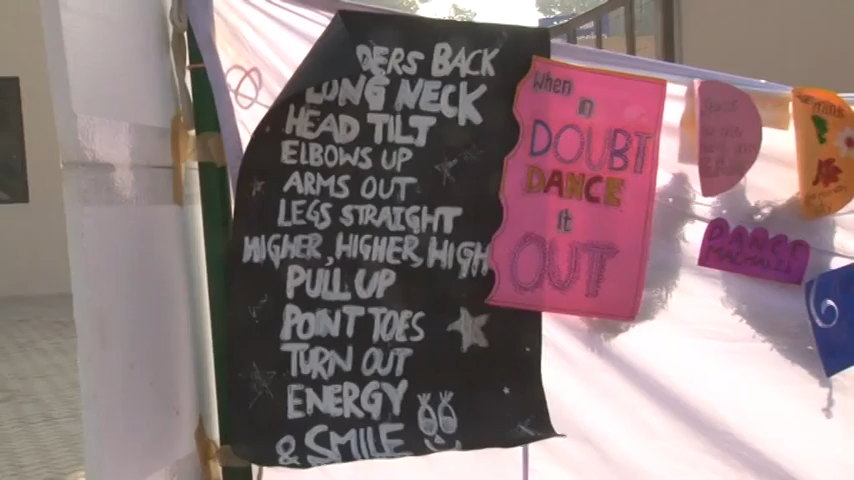 DERS BACK
LONG NECK
HEAD TILT
ELBOWS UP
ARMS OUT
LEGS STRAIGHT
HIGHER, HIGHER, HIGH
PULL UP
POINT TOES
TURN OUT
ENERGY
& SMILE
When
in
DOUBT
DANCE
it
OUT
DANCE